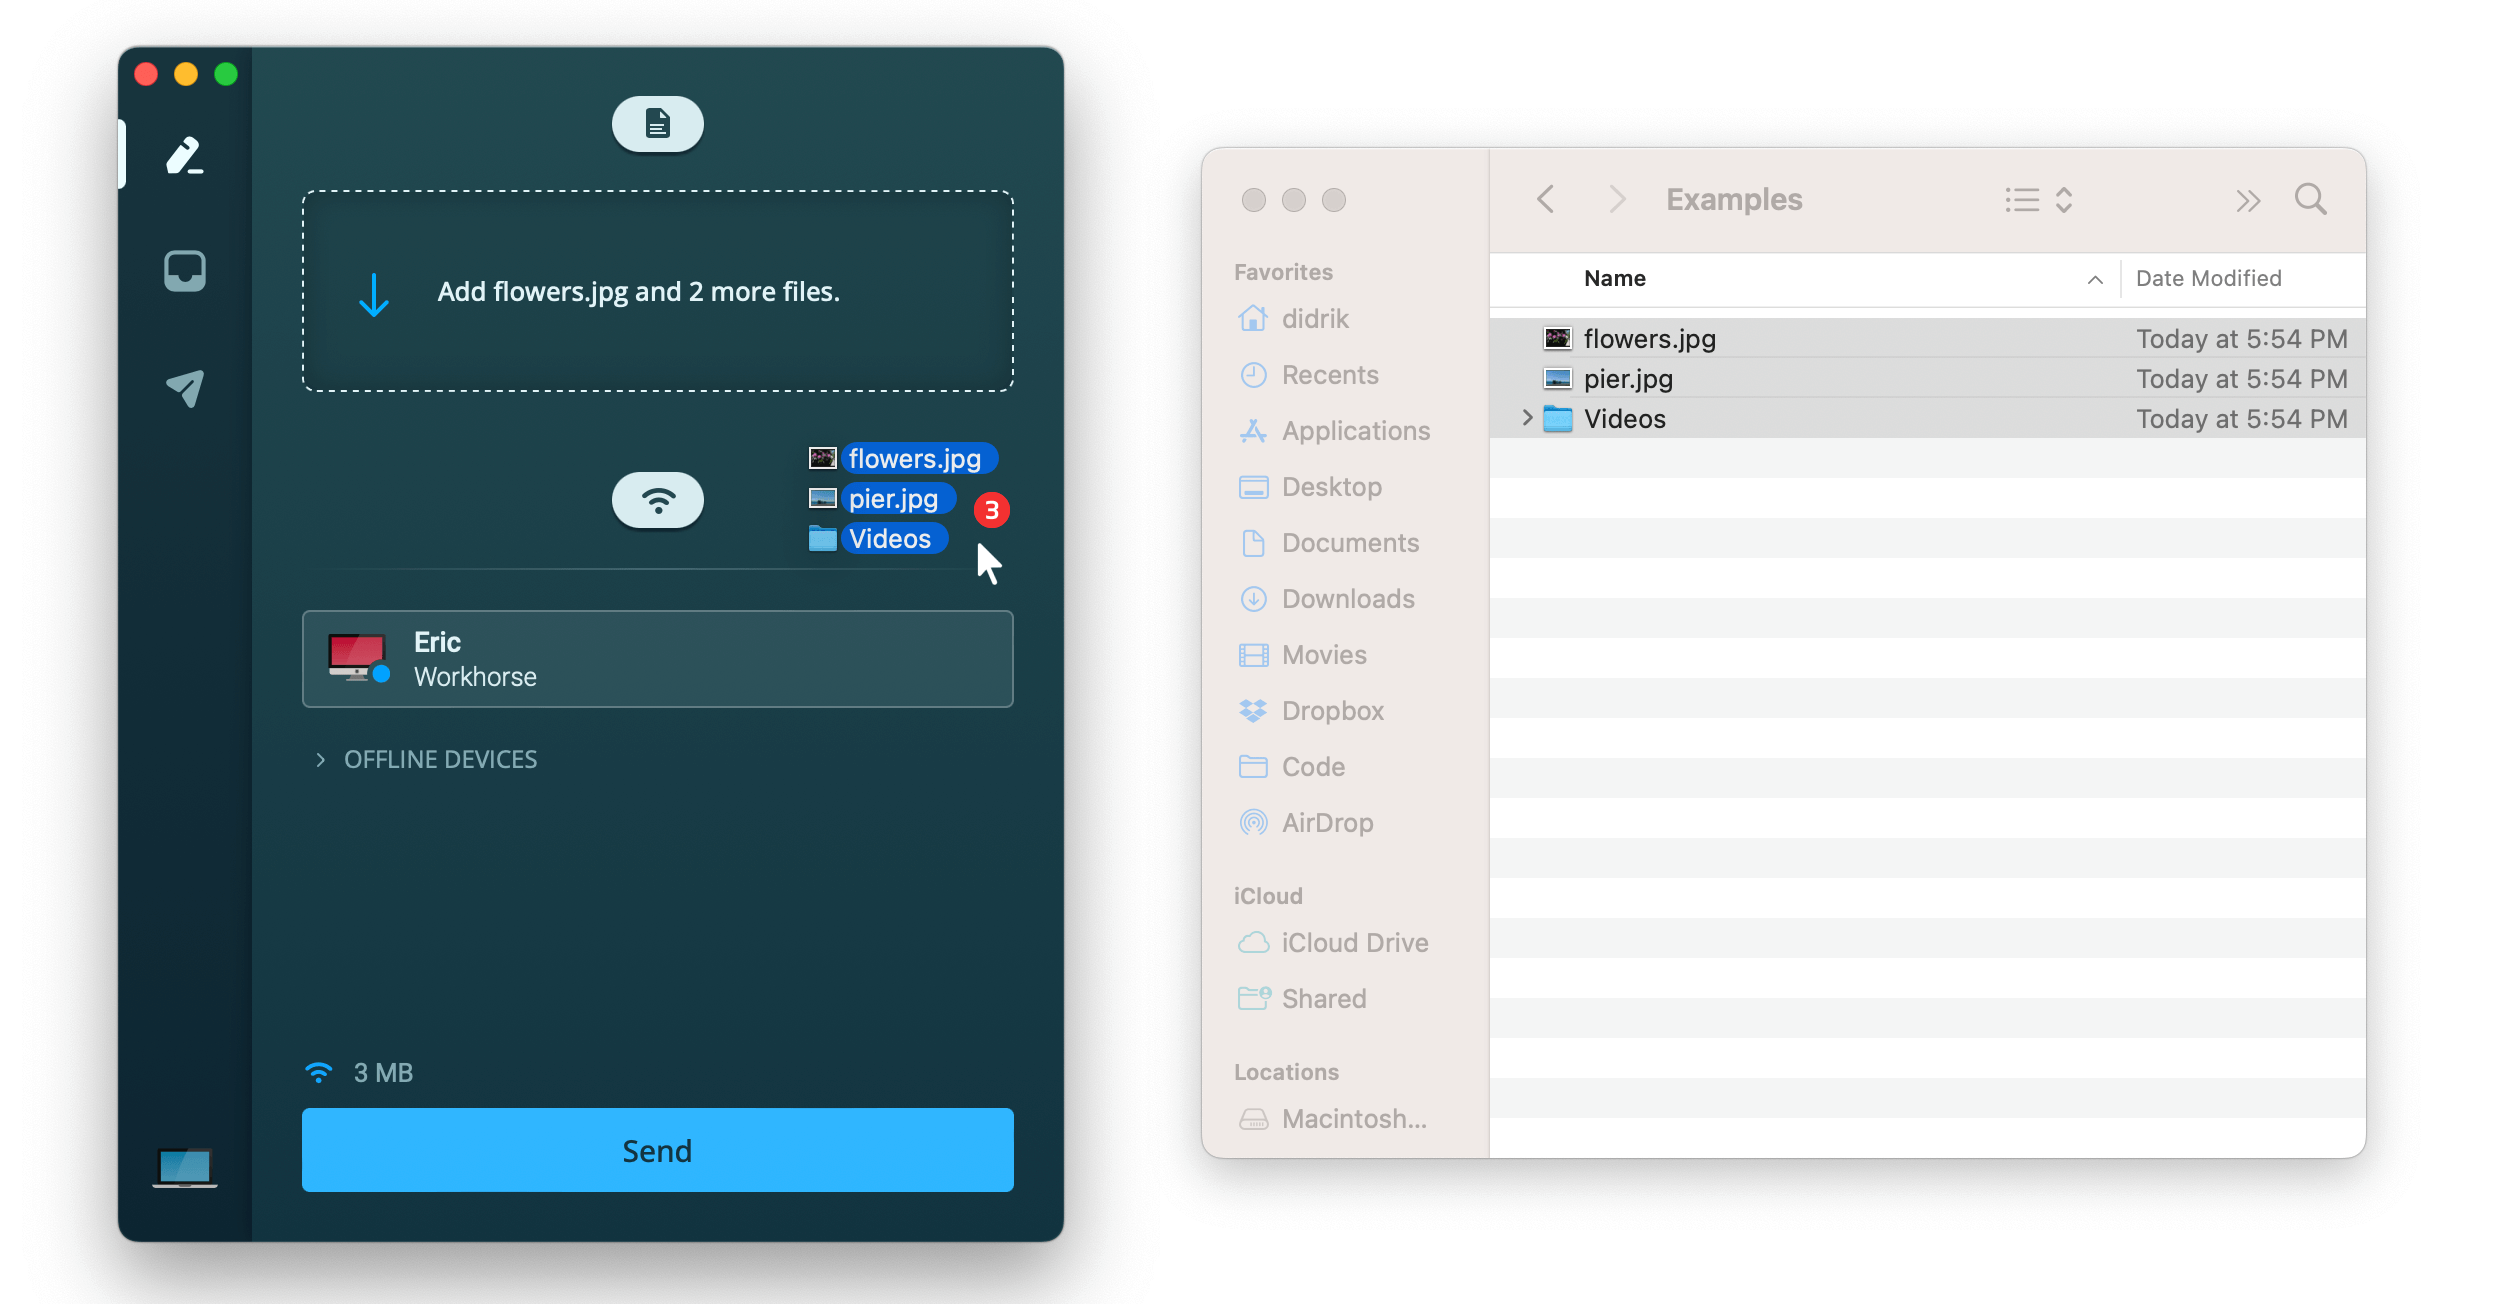 Add flowers.jpg and 2 more files.
flowers.jpg
pier.jpg
3
Videos
Eric
Workhorse
OFFLINE DEVICES
3 MB
Send
Examples
Favorites
didrik
Recents
Applications
Desktop
Documents
Downloads
Movies
Dropbox
Code
AirDrop
iCloud
iCloud Drive
Shared
Locations
Macintosh...
Name Date Modified
flowers.jpg Today at 5:54 PM
pier.jpg Today at 5:54 PM
Videos Today at 5:54 PM